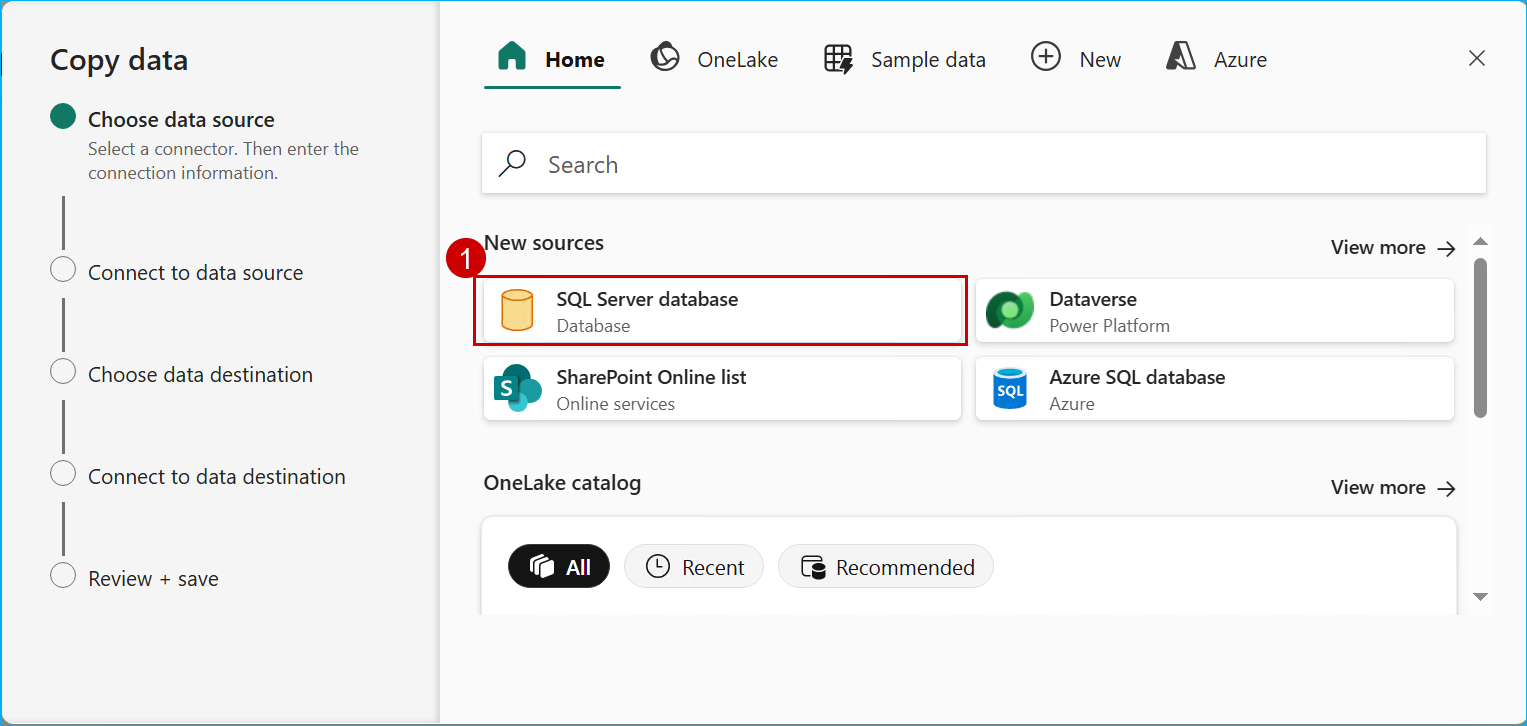 Copy data
Choose data source
Select a connector. Then enter the
connection information.
Connect to data source
Choose data destination
Connect to data destination
Review + save
Home
OneLake
Sample data
New
Azure
Search
New sources
View more
1
SQL Server database
Database
Dataverse
Power Platform
S
SharePoint Online list
Online services
SQL
Azure SQL database
Azure
OneLake catalog
View more
All
Recent
Recommended